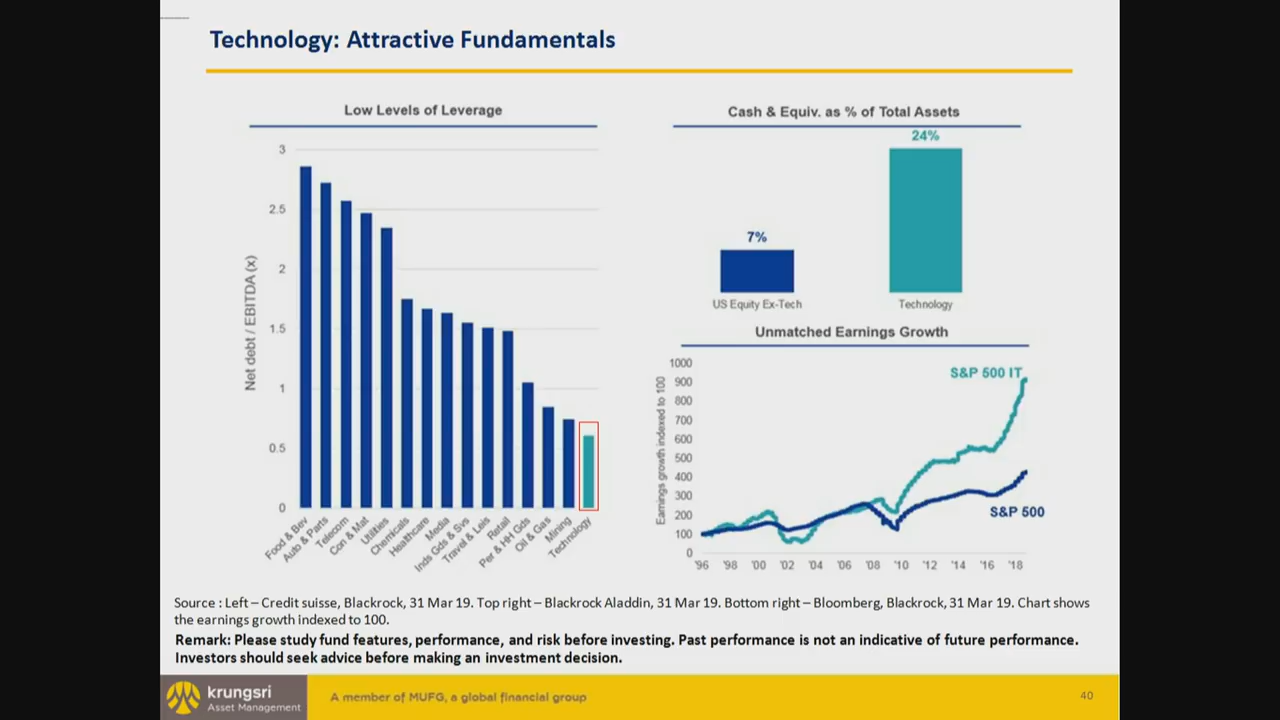 Technology: Attractive Fundamentals
Low Levels of Leverage
Net debt / EBITDA (x)
3
2.5
2
1.5
1
0.5
0
Food & Bev
Auto & Parts
Telecom
Con & Mat
Utilities
Chemicals
Healthcare
Media
Inds Gds & Svs
Travel & Leis
Retail
Per & HH Gds
Oil & Gas
Mining
Technology
Cash & Equiv. as % of Total Assets
24%
7%
US Equity Ex-Tech
Technology
Unmatched Earnings Growth
Earnings growth indexed to 100
1000
900
800
700
600
500
400
300
200
100
0
S&P 500 IT
S&P 500
'96 '98 '00 '02 '04 '06 '08 '10 '12 '14 '16 '18
Source : Left – Credit suisse, Blackrock, 31 Mar 19. Top right – Blackrock Aladdin, 31 Mar 19. Bottom right – Bloomberg, Blackrock, 31 Mar 19. Chart shows
the earnings growth indexed to 100.
Remark: Please study fund features, performance, and risk before investing. Past performance is not an indicative of future performance.
Investors should seek advice before making an investment decision.
krungsri
Asset Management
A member of MUFG, a global financial group
40